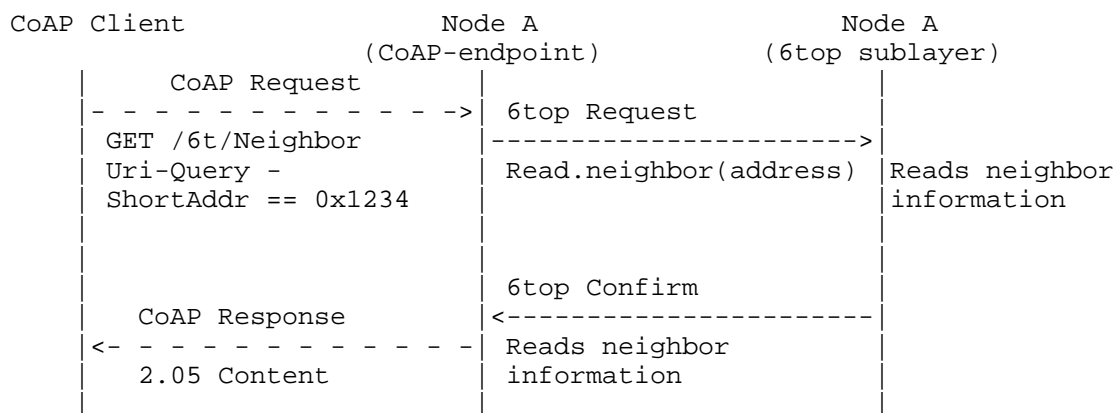 CoAP Client Node A Node A
(CoAP-endpoint) (6top sublayer)
CoAP Request
6top Request
GET /6t/Neighbor
Uri-Query - Read.neighbor(address) Reads neighbor
ShortAddr == 0x1234 information
6top Confirm
CoAP Response
Reads neighbor
2.05 Content information